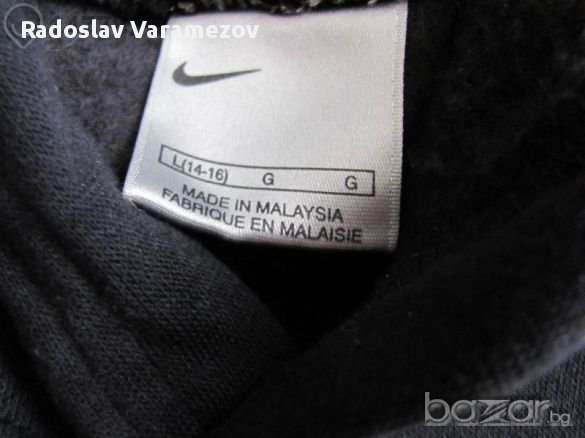 Radoslav Varamezov
L(14-16) G G
MADE IN MALAYSIA
FABRIQUE EN MALAISIE
bazar.bg